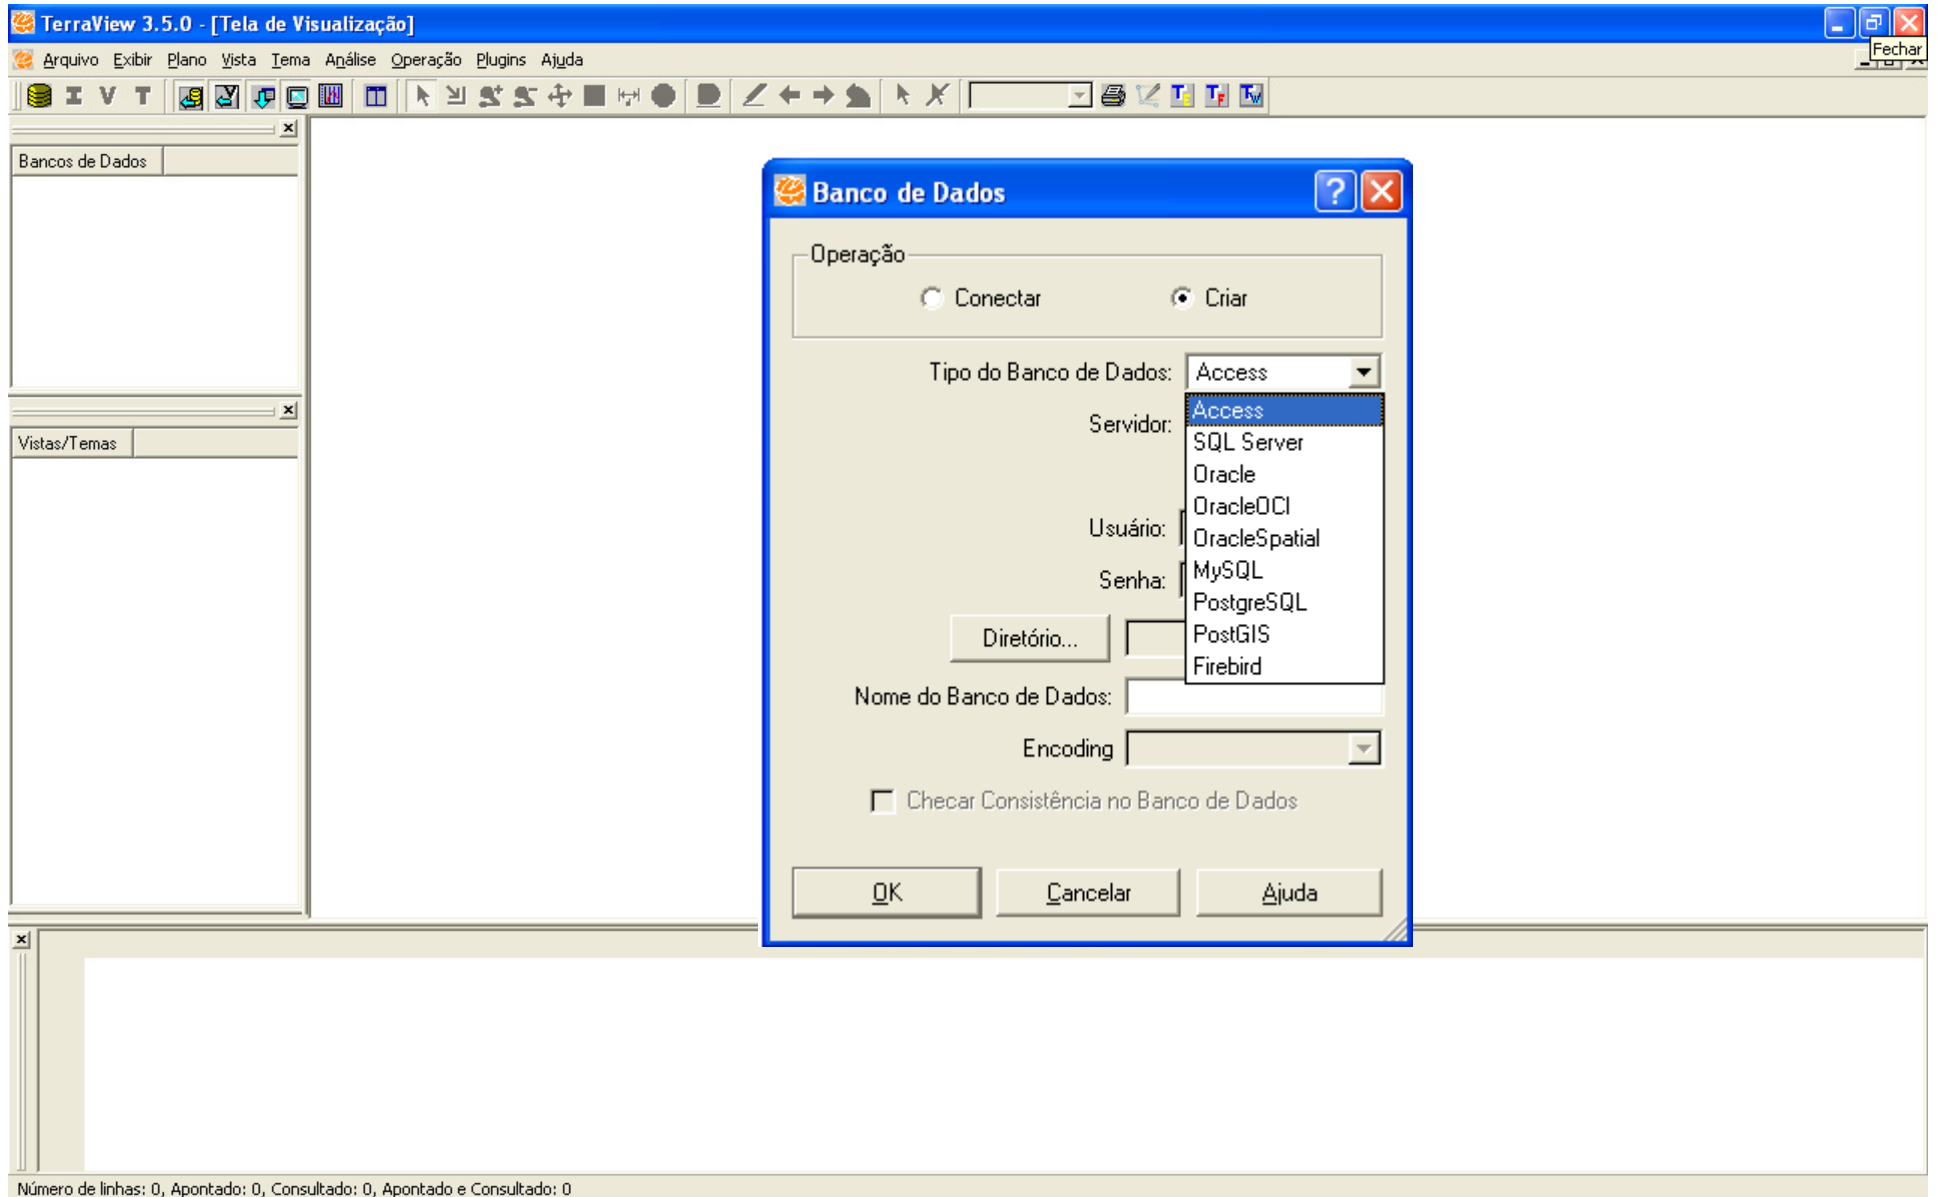 TerraView 3.5.0 - [Tela de Visualização]
Fechar
Arquivo Exibir Plano Vista Tema Análise Operação Plugins Ajuda
I V T
Bancos de Dados
Vistas/Temas
Banco de Dados
Operação
Conectar Criar
Tipo do Banco de Dados: Access
Servidor:
Access
SQL Server
Oracle
OracleOCI
OracleSpatial
MySQL
PostgreSQL
PostGIS
Firebird
Usuário:
Senha:
Diretório...
Nome do Banco de Dados:
Encoding
Checar Consistência no Banco de Dados
OK Cancelar Ajuda
Número de linhas: 0, Apontado: 0, Consultado: 0, Apontado e Consultado: 0